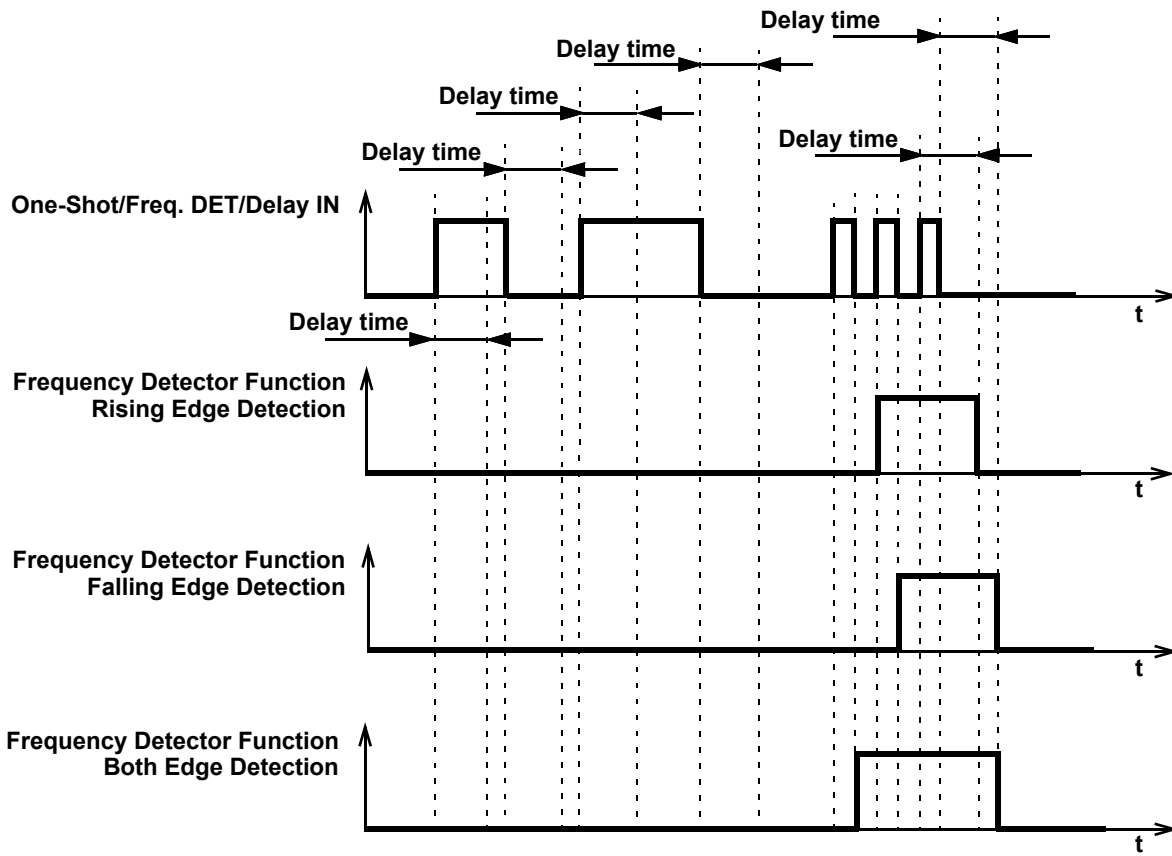 Delay time
Delay time
Delay time
Delay time
Delay time
One-Shot/Freq. DET/Delay IN
t
Delay time
Frequency Detector Function
Rising Edge Detection
t
Frequency Detector Function
Falling Edge Detection
t
Frequency Detector Function
Both Edge Detection
t